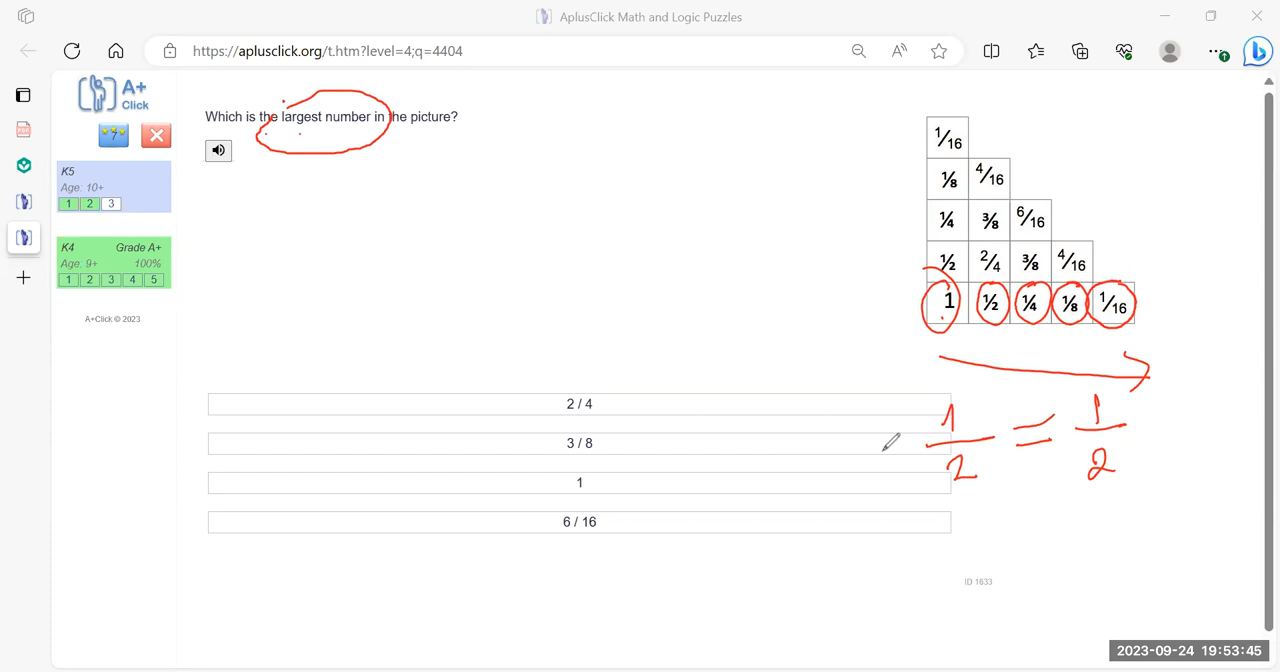 AplusClick Math and Logic Puzzles
https://aplusclick.org/t.htm?level=4;q=4404
A+
Click
Which is the largest number in the picture?
7
K5
Age: 10+
1 2 3
K4 Grade A+
Age: 9+ 100%
1 2 3 4 5
A+Click © 2023
1/16
1/8 4/16
1/4 3/8 6/16
1/2 2/4 3/8 4/16
1 1/2 1/4 1/8 1/16
2 / 4
3 / 8
1
6 / 16
1/2 = 1/2
ID 1633
2023-09-24 19:53:45